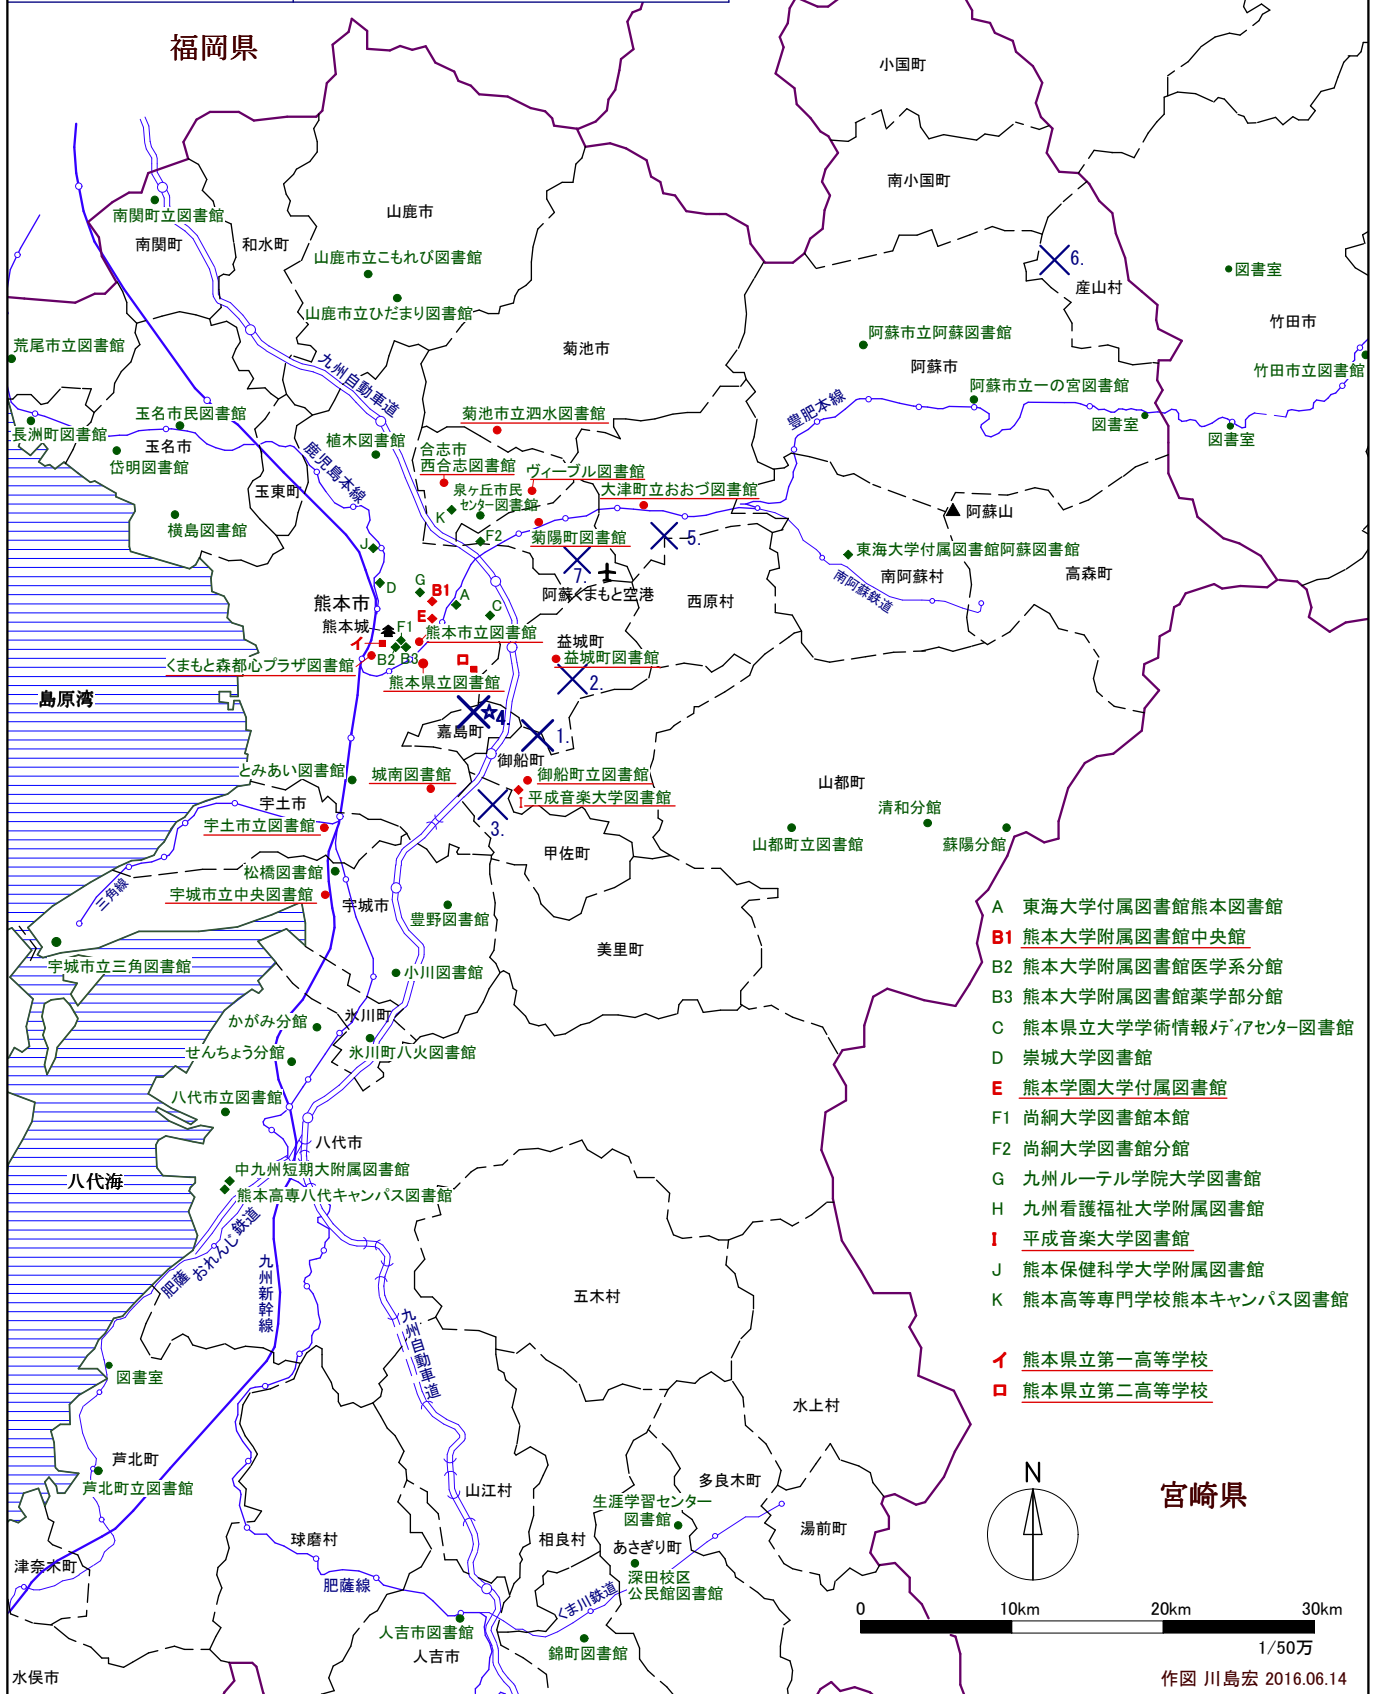 福岡県
小国町
南小国町
山鹿市
南関町立図書館
南関町
和水町
山鹿市立こもれび図書館
6.
産山村
図書室
山鹿市立ひだまり図書館
竹田市
荒尾市立図書館
阿蘇市立阿蘇図書館
菊池市
阿蘇市
竹田市立図書館
九州自動車道
阿蘇市立一の宮図書館
豊肥本線
玉名市民図書館
菊池市立泗水図書館
図書室
図書室
長洲町図書館
玉名市
植木図書館
合志市
岱明図書館
西合志図書館
ヴィーブル図書館
鹿児島本線
玉東町
泉ヶ丘市民
センター図書館
大津町立おおづ図書館
横島図書館
K
阿蘇山
F2
菊陽町図書館
5.
J
東海大学付属図書館阿蘇図書館
7.
南阿蘇村
高森町
D
G
B1
阿蘇くまもと空港
南阿蘇鉄道
熊本市
A
C
西原村
熊本城
E
F1
熊本市立図書館
イ
益城町
B2
B3
ロ
益城町図書館
くまもと森都心プラザ図書館
熊本県立図書館
2.
島原湾
☆4.
嘉島町
1.
御船町
とみあい図書館
城南図書館
御船町立図書館
山都町
平成音楽大学図書館
I
宇土市
清和分館
宇土市立図書館
3.
山都町立図書館
蘇陽分館
甲佐町
松橋図書館
三角線
宇城市立中央図書館
宇城市
豊野図書館
美里町
宇城市立三角図書館
小川図書館
かがみ分館
氷川町
せんちょう分館
氷川町八火図書館
八代市立図書館
八代市
中九州短期大附属図書館
八代海
熊本高専八代キャンパス図書館
肥薩おれんじ鉄道
九州新幹線
五木村
九州自動車道
図書室
水上村
芦北町
芦北町立図書館
山江村
多良木町
生涯学習センター
図書館
湯前町
球磨村
相良村
あさぎり町
津奈木町
深田校区
公民館図書館
肥薩線
くま川鉄道
人吉市図書館
錦町図書館
人吉市
水俣市
A 東海大学付属図書館熊本図書館
B1 熊本大学附属図書館中央館
B2 熊本大学附属図書館医学系分館
B3 熊本大学附属図書館薬学部分館
C 熊本県立大学学術情報メディアセンター図書館
D 崇城大学図書館
E 熊本学園大学付属図書館
F1 尚絅大学図書館本館
F2 尚絅大学図書館分館
G 九州ルーテル学院大学図書館
H 九州看護福祉大学附属図書館
I 平成音楽大学図書館
J 熊本保健科学大学附属図書館
K 熊本高等専門学校熊本キャンパス図書館
イ 熊本県立第一高等学校
ロ 熊本県立第二高等学校
N
宮崎県
0 10km 20km 30km
1/50万
作図 川島宏 2016.06.14